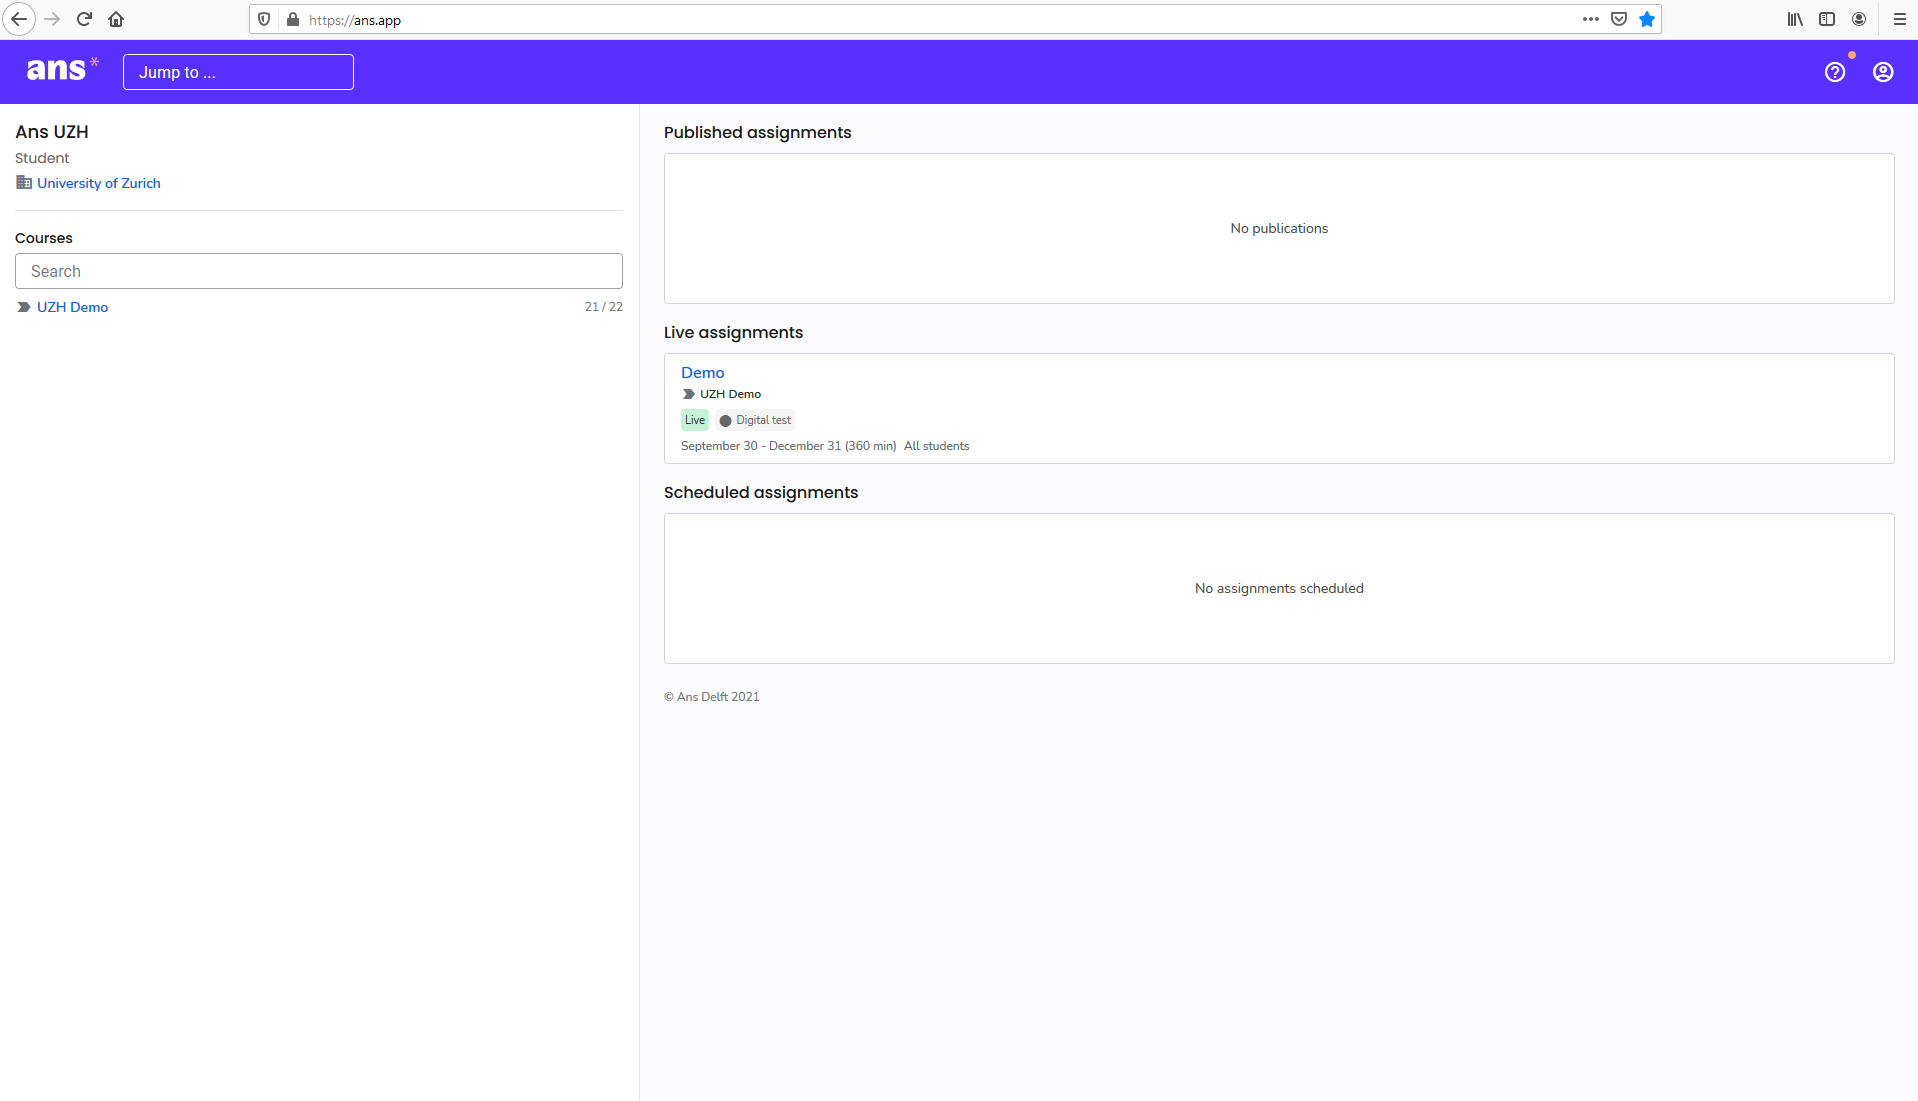 https://ans.app
ans*
Jump to ...
Ans UZH
Student
University of Zurich
Courses
Search
UZH Demo
21 / 22
Published assignments
No publications
Live assignments
Demo
UZH Demo
Live Digital test
September 30 - December 31 (360 min) All students
Scheduled assignments
No assignments scheduled
© Ans Delft 2021